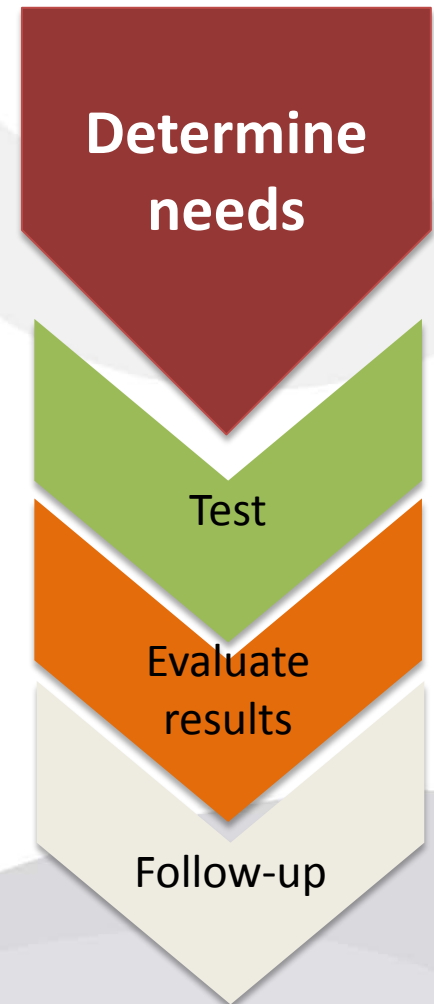 Determine
needs
Test
Evaluate
results
Follow-up